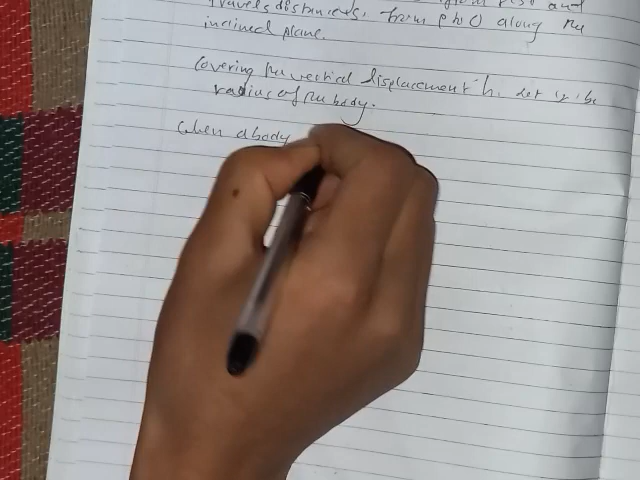 travels distance 's' from P to O along the
inclined plane.
Covering the vertical displacement 'h'. Let 'r' be
radius of the body.
When a body